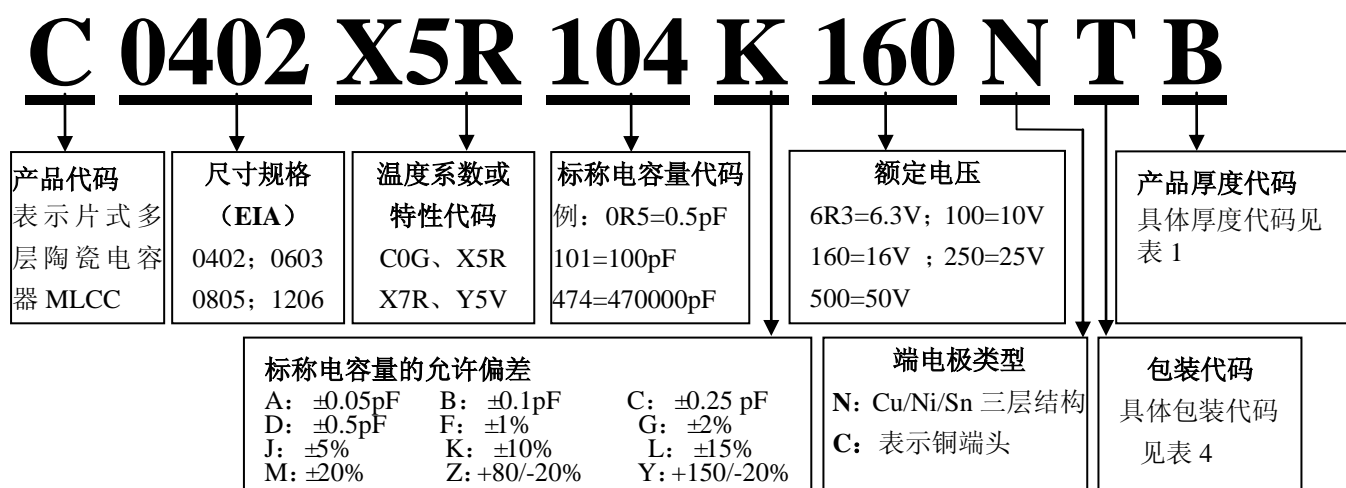 C 0402 X5R 104 K 160 N T B
产品代码
表示片式多
层陶瓷电容
器 MLCC
尺寸规格
（EIA）
0402；0603
0805；1206
温度系数或
特性代码
C0G、X5R
X7R、Y5V
标称电容量代码
例：0R5=0.5pF
101=100pF
474=470000pF
额定电压
6R3=6.3V；100=10V
160=16V ；250=25V
500=50V
产品厚度代码
具体厚度代码见
表 1
标称电容量的允许偏差
A： ±0.05pF B： ±0.1pF C： ±0.25 pF
D： ±0.5pF F： ±1% G： ±2%
J： ±5% K： ±10% L： ±15%
M：±20% Z：+80/-20% Y：+150/-20%
端电极类型
N：Cu/Ni/Sn 三层结构
C：表示铜端头
包装代码
具体包装代码
见表 4